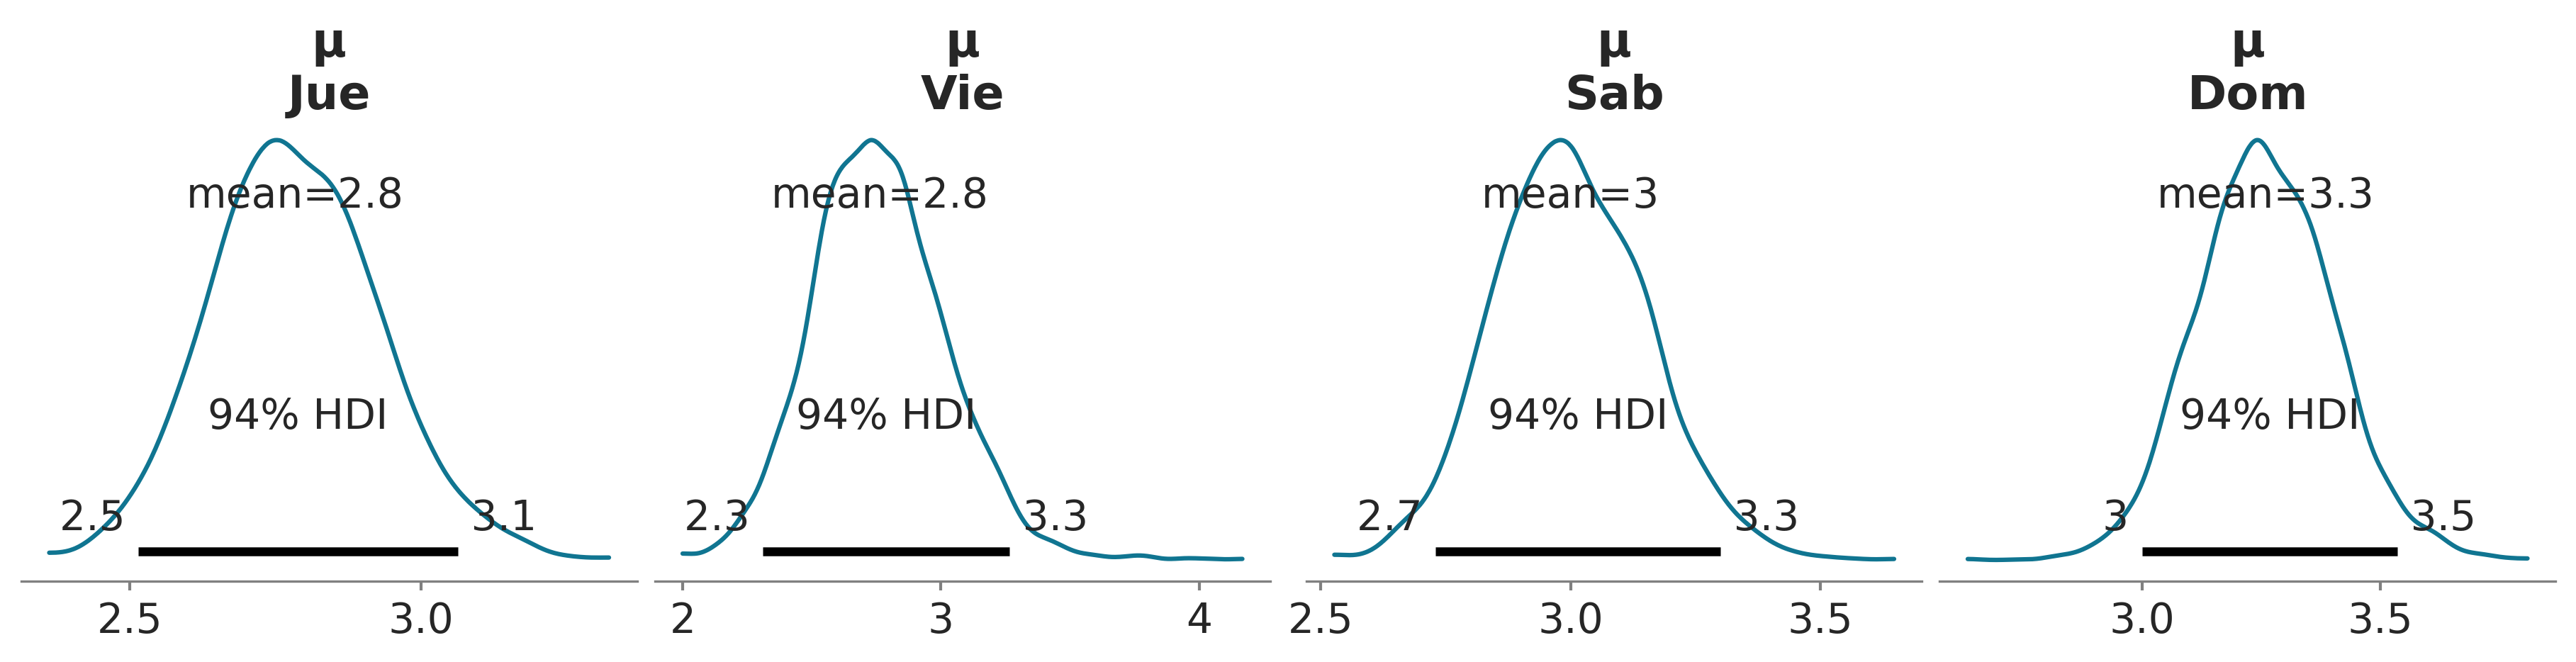 μ
Jue
mean=2.8
94% HDI
2.5
3.1
2.5
3.0
μ
Vie
mean=2.8
94% HDI
2.3
3.3
2
3
4
μ
Sab
mean=3
94% HDI
2.7
3.3
2.5
3.0
3.5
μ
Dom
mean=3.3
94% HDI
3
3.5
3.0
3.5